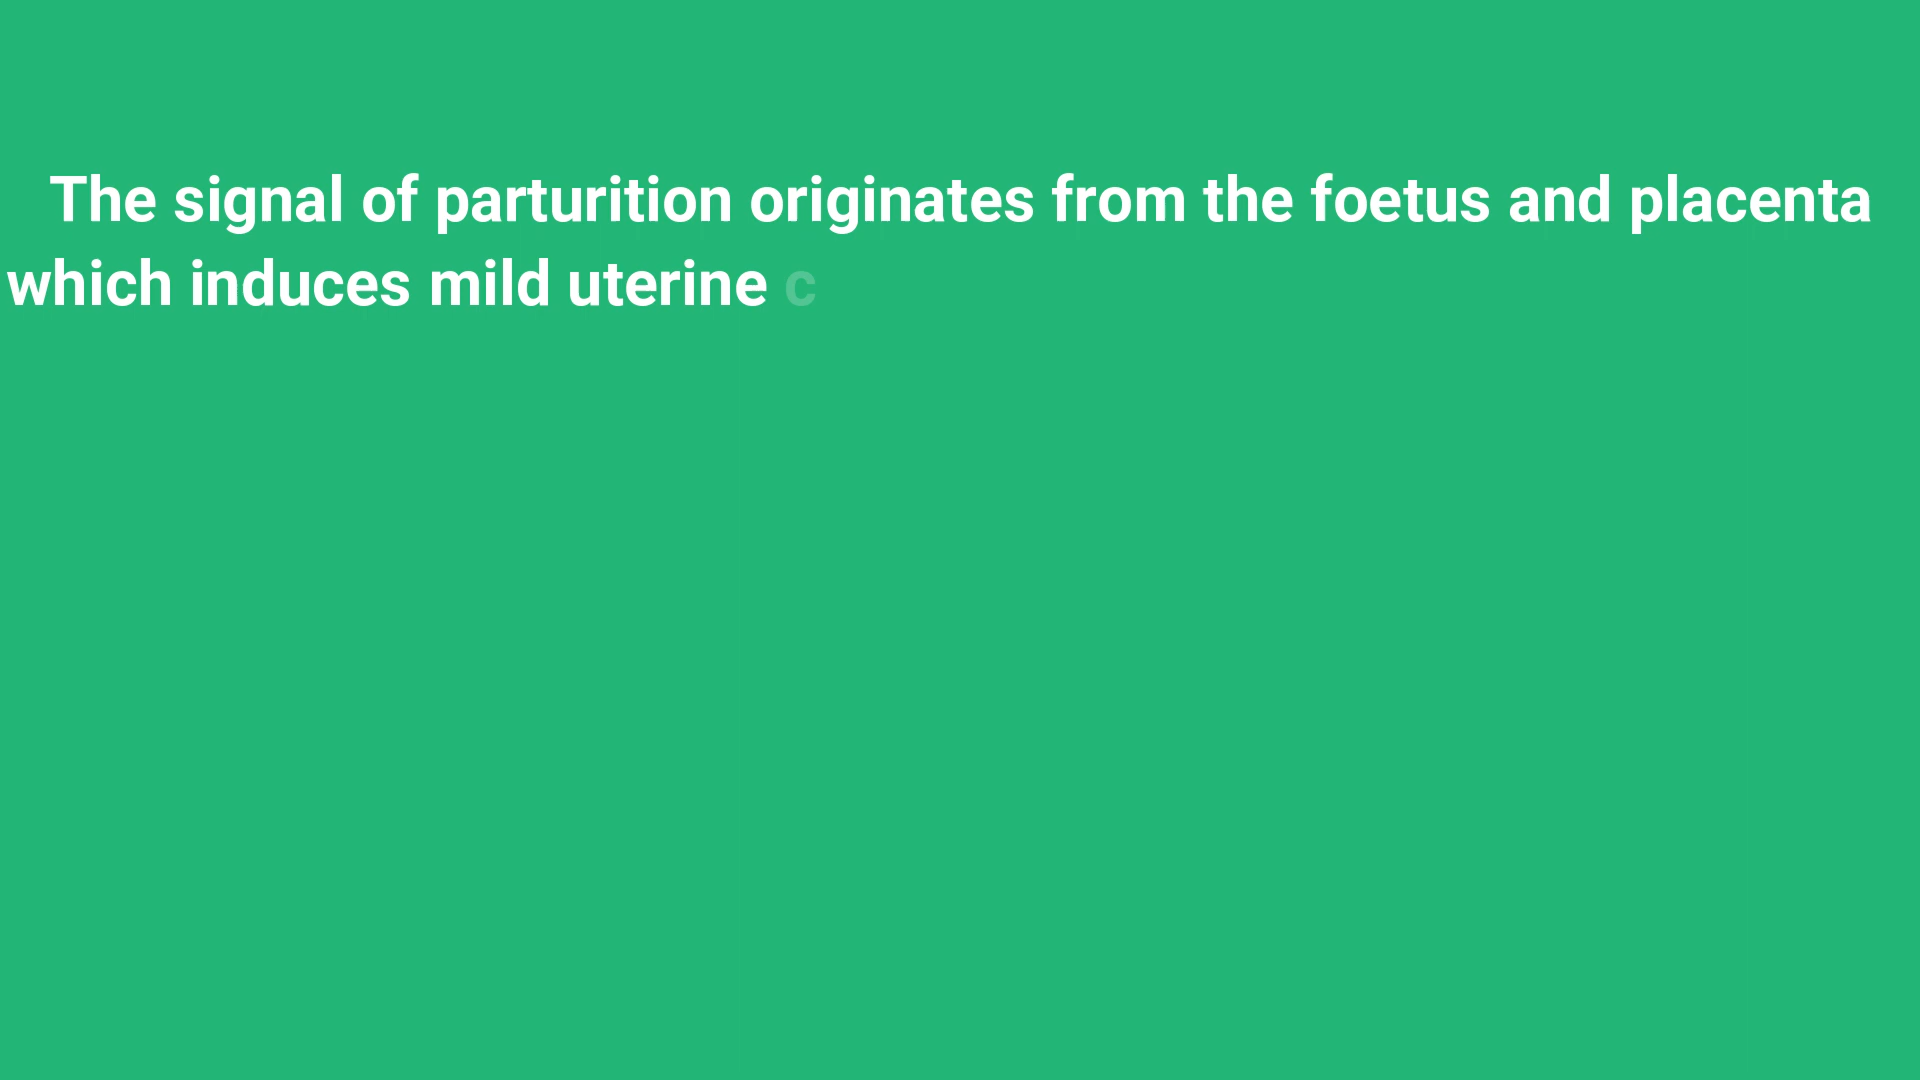 The signal of parturition originates from the foetus and placenta
which induces mild uterine c